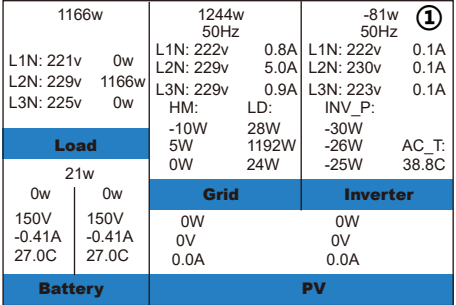 1166w
L1N: 221v 0w
L2N: 229v 1166w
L3N: 225v 0w
Load
1244w
50Hz
L1N: 222v 0.8A
L2N: 229v 5.0A
L3N: 229v 0.9A
HM: LD:
-10W 28W
5W 1192W
0W 24W
Grid
-81w ①
50Hz
L1N: 222v 0.1A
L2N: 230v 0.1A
L3N: 223v 0.1A
INV_P:
-30W
-26W AC_T:
-25W 38.8C
Inverter
21w
0w 0w
150V 150V
-0.41A -0.41A
27.0C 27.0C
Battery
0W 0W
0V 0V
0.0A 0.0A
PV